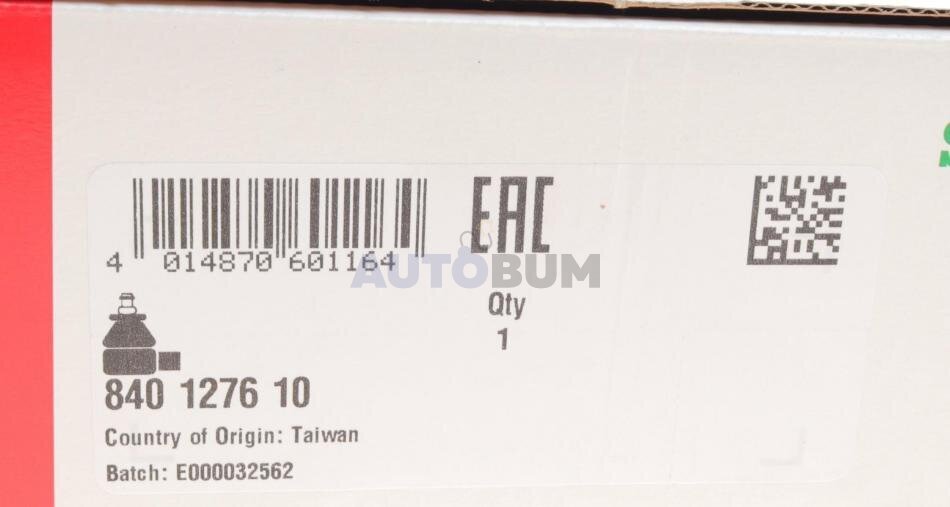 S
EAC
4 014870 601164
AUTOBUM
Qty
1
840 1276 10
Country of Origin: Taiwan
Batch: E000032562